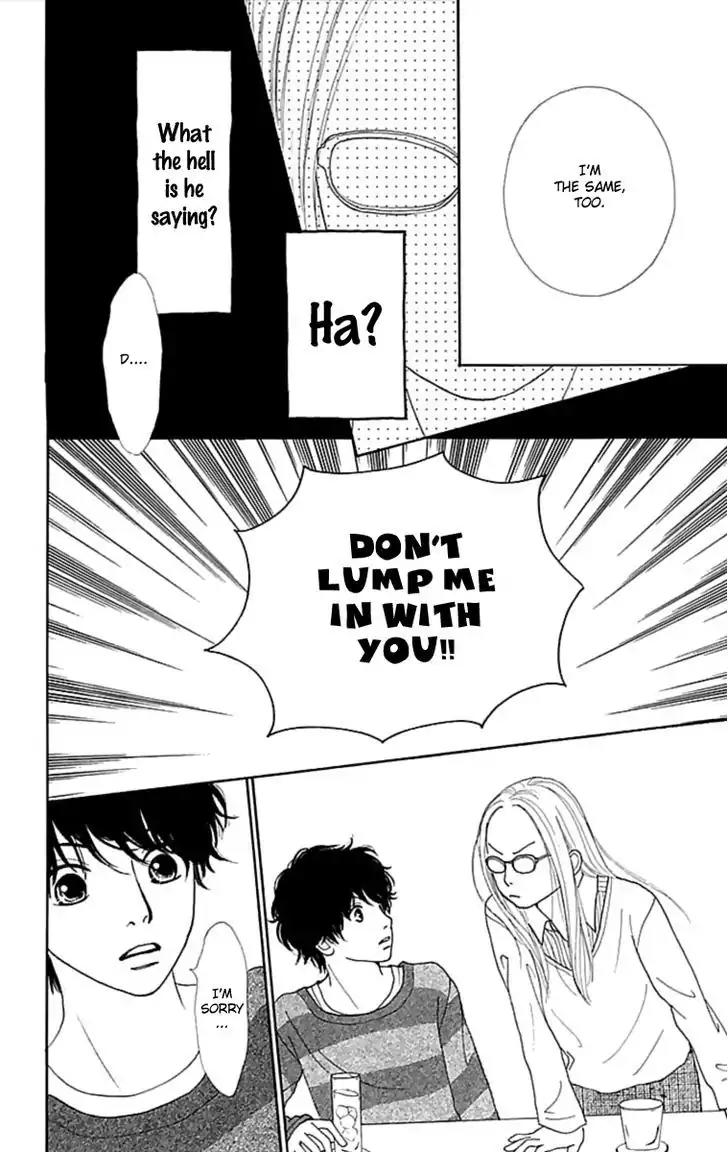 I'M
THE SAME,
TOO.
Ha?
What
the hell
is he
saying?
D....
DON'T
LUMP ME
IN WITH
YOU!!
I'M
SORRY
...